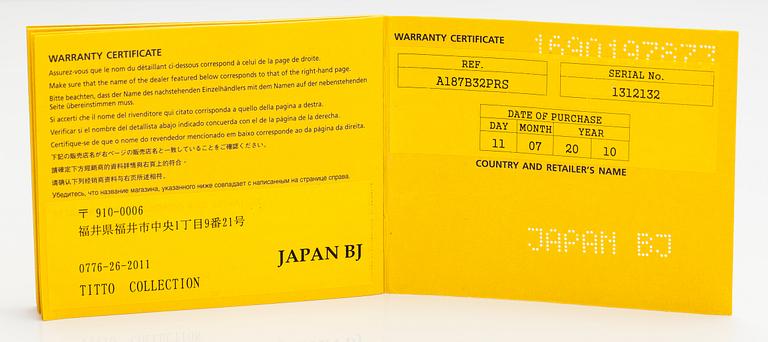 WARRANTY CERTIFICATE
Assurez-vous que le nom du détaillant ci-dessous correspond à celui de la page de droite.
Make sure that the name of the dealer featured below corresponds to that of the right-hand page.
Bitte beachten, dass der Name des nachstehenden Einzelhändlers mit dem Namen auf der nebenstehenden
Seite übereinstimmen muss.
Si accerti che il nome del rivenditore qui citato corrisponda a quello della pagina a destra.
Verificar si el nombre del detallista abajo indicado concuerda con el de la página de la derecha.
Certifique-se de que o nome do revendedor mencionado em baixo corresponde ao da página da direita.
下記の販売店名が右ページの販売店名と一致していることをご確認ください。
請確定下方經銷商的資料詳情與右頁上的符合。
请确认下列经销商资料与右页所述相符。
Убедитесь, что название магазина, указанного ниже совпадает с написанным на странице справа.
〒 910-0006
福井県福井市中央1丁目9番21号
0776-26-2011
TITTO COLLECTION
JAPAN BJ
WARRANTY CERTIFICATE
1690197873
REF.
A187B32PRS
SERIAL No.
1312132
DATE OF PURCHASE
DAY MONTH YEAR
11 07 20 10
COUNTRY AND RETAILER'S NAME
JAPAN BJ